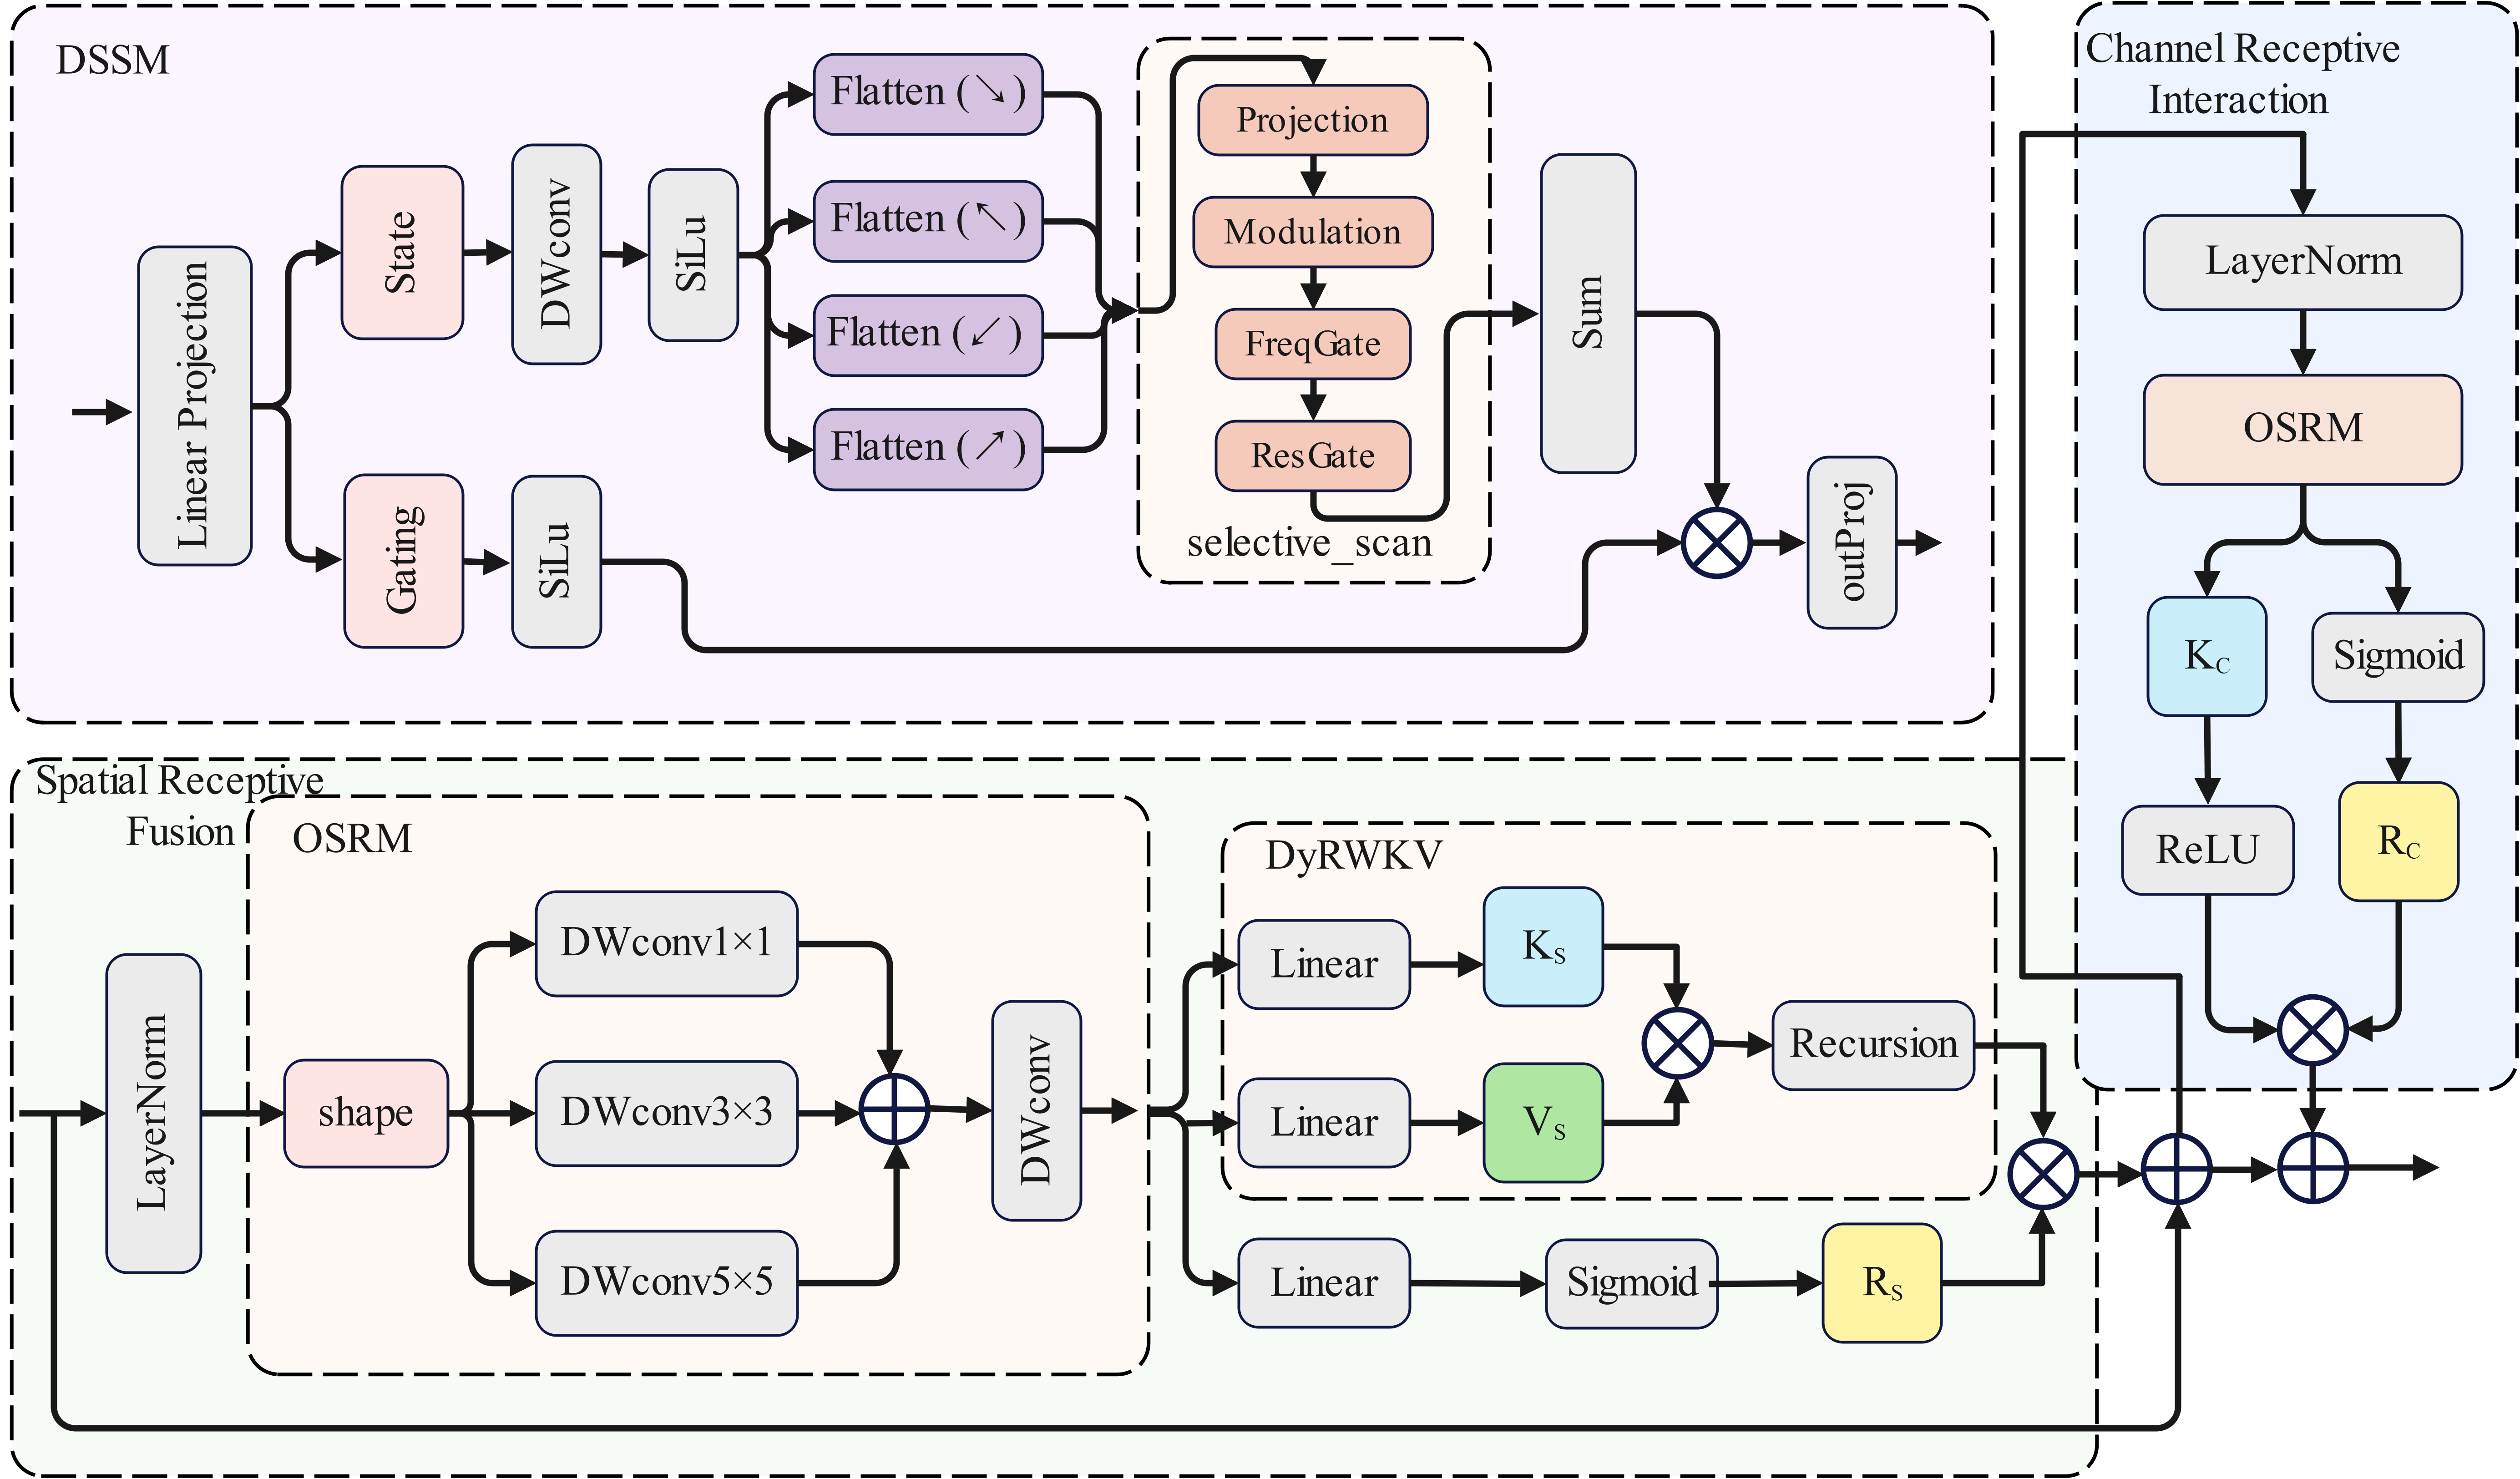 DSSM
Linear Projection
State
DWconv
SiLu
Gating
SiLu
Flatten (↘)
Flatten (↖)
Flatten (↙)
Flatten (↗)
Projection
Modulation
FreqGate
ResGate
selective_scan
Sum
outProj
Channel Receptive
Interaction
LayerNorm
OSRM
K_C
Sigmoid
ReLU
R_C
Spatial Receptive
Fusion
LayerNorm
OSRM
shape
DWconv1×1
DWconv3×3
DWconv5×5
DWconv
DyRWKV
Linear
K_S
Linear
V_S
Recursion
Linear
Sigmoid
R_S